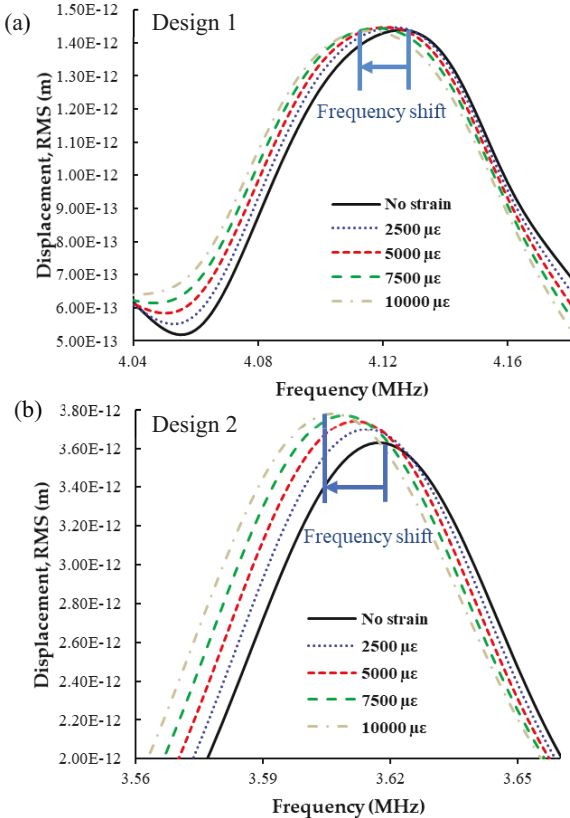 (a)
Design 1
Displacement, RMS (m)
1.50E-12
1.40E-12
1.30E-12
1.20E-12
1.10E-12
1.00E-12
9.00E-13
8.00E-13
7.00E-13
6.00E-13
5.00E-13
Frequency shift
No strain
2500 µε
5000 µε
7500 µε
10000 µε
4.04
4.08
4.12
4.16
Frequency (MHz)
(b)
Design 2
Displacement, RMS (m)
3.80E-12
3.60E-12
3.40E-12
3.20E-12
3.00E-12
2.80E-12
2.60E-12
2.40E-12
2.20E-12
2.00E-12
Frequency shift
No strain
2500 µε
5000 µε
7500 µε
10000 µε
3.56
3.59
3.62
3.65
Frequency (MHz)